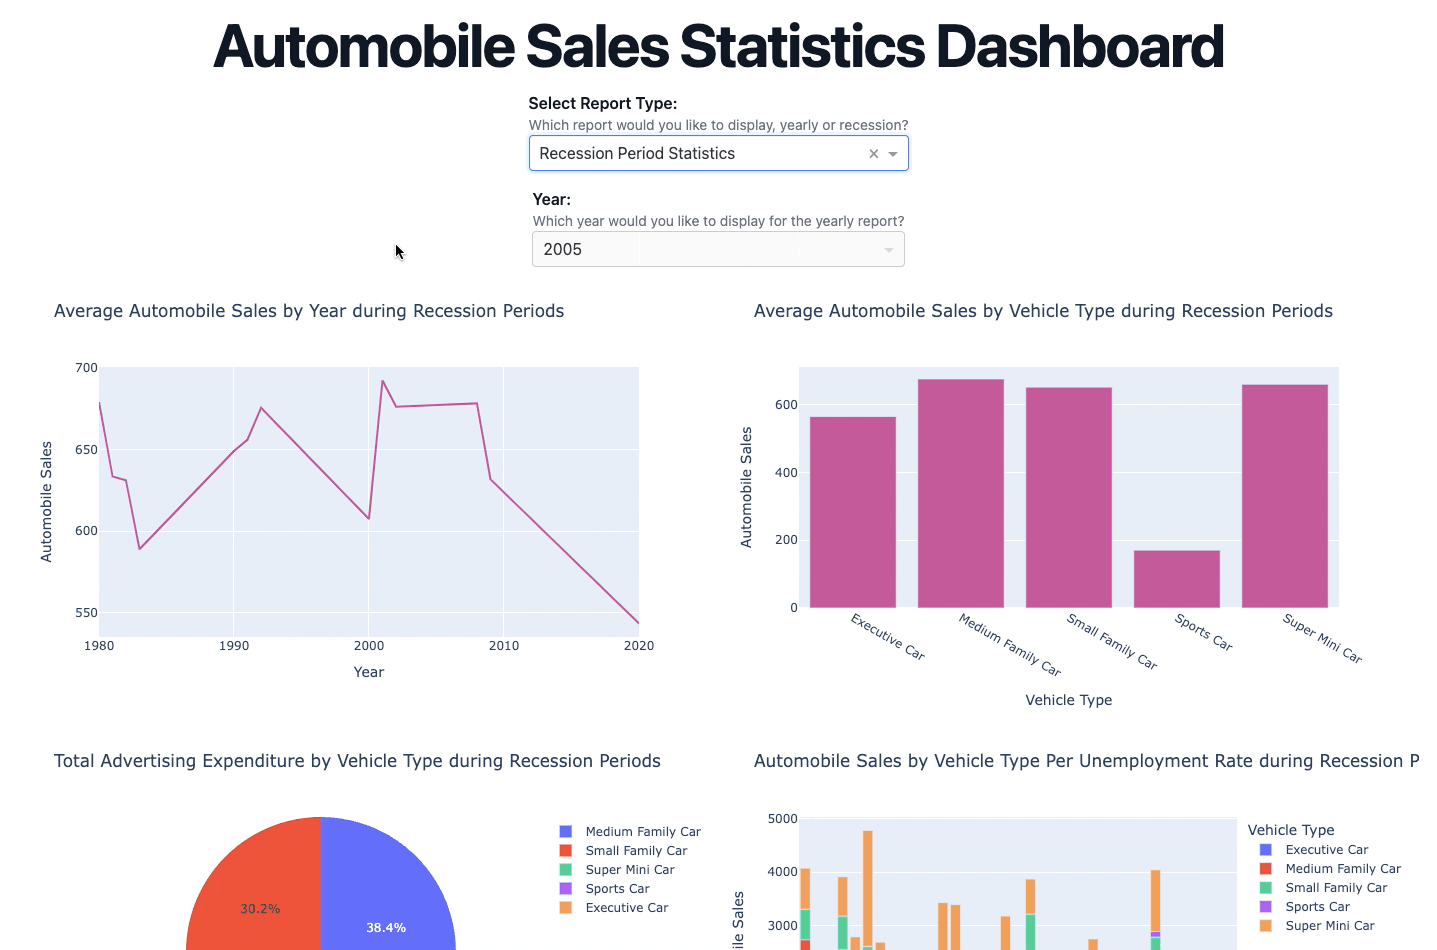 Automobile Sales Statistics Dashboard
Select Report Type:
Which report would you like to display, yearly or recession?
Recession Period Statistics
Year:
Which year would you like to display for the yearly report?
2005
Average Automobile Sales by Year during Recession Periods
700
650
600
550
Automobile Sales
1980 1990 2000 2010 2020
Year
Average Automobile Sales by Vehicle Type during Recession Periods
600
400
200
0
Automobile Sales
Executive Car
Medium Family Car
Small Family Car
Sports Car
Super Mini Car
Vehicle Type
Total Advertising Expenditure by Vehicle Type during Recession Periods
30.2%
38.4%
Medium Family Car
Small Family Car
Super Mini Car
Sports Car
Executive Car
Automobile Sales by Vehicle Type Per Unemployment Rate during Recession P
5000
4000
3000
ile Sales
Vehicle Type
Executive Car
Medium Family Car
Small Family Car
Sports Car
Super Mini Car